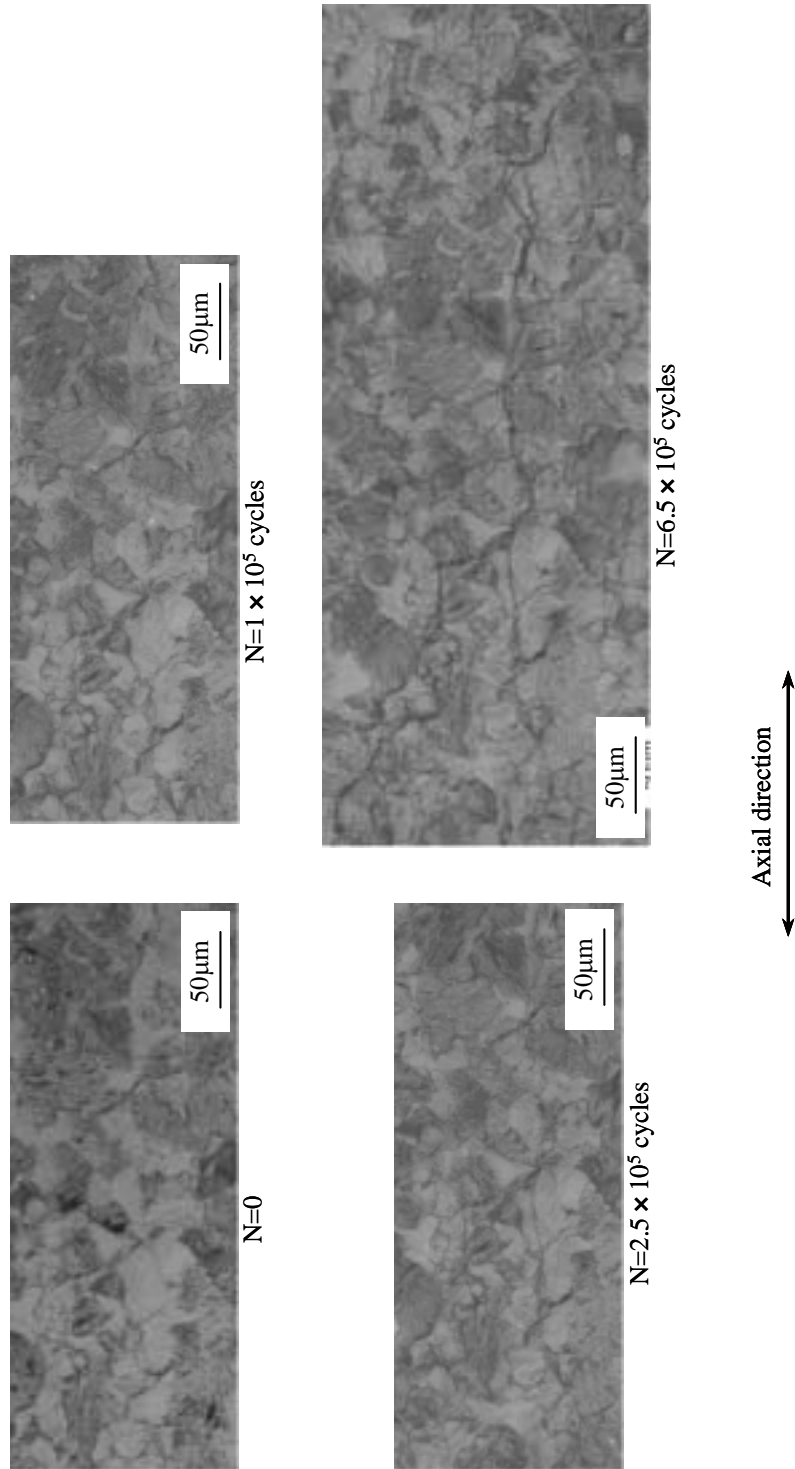 50μm
N=0
50μm
N=1 × 10⁵ cycles
50μm
N=2.5 × 10⁵ cycles
50μm
N=6.5 × 10⁵ cycles
Axial direction